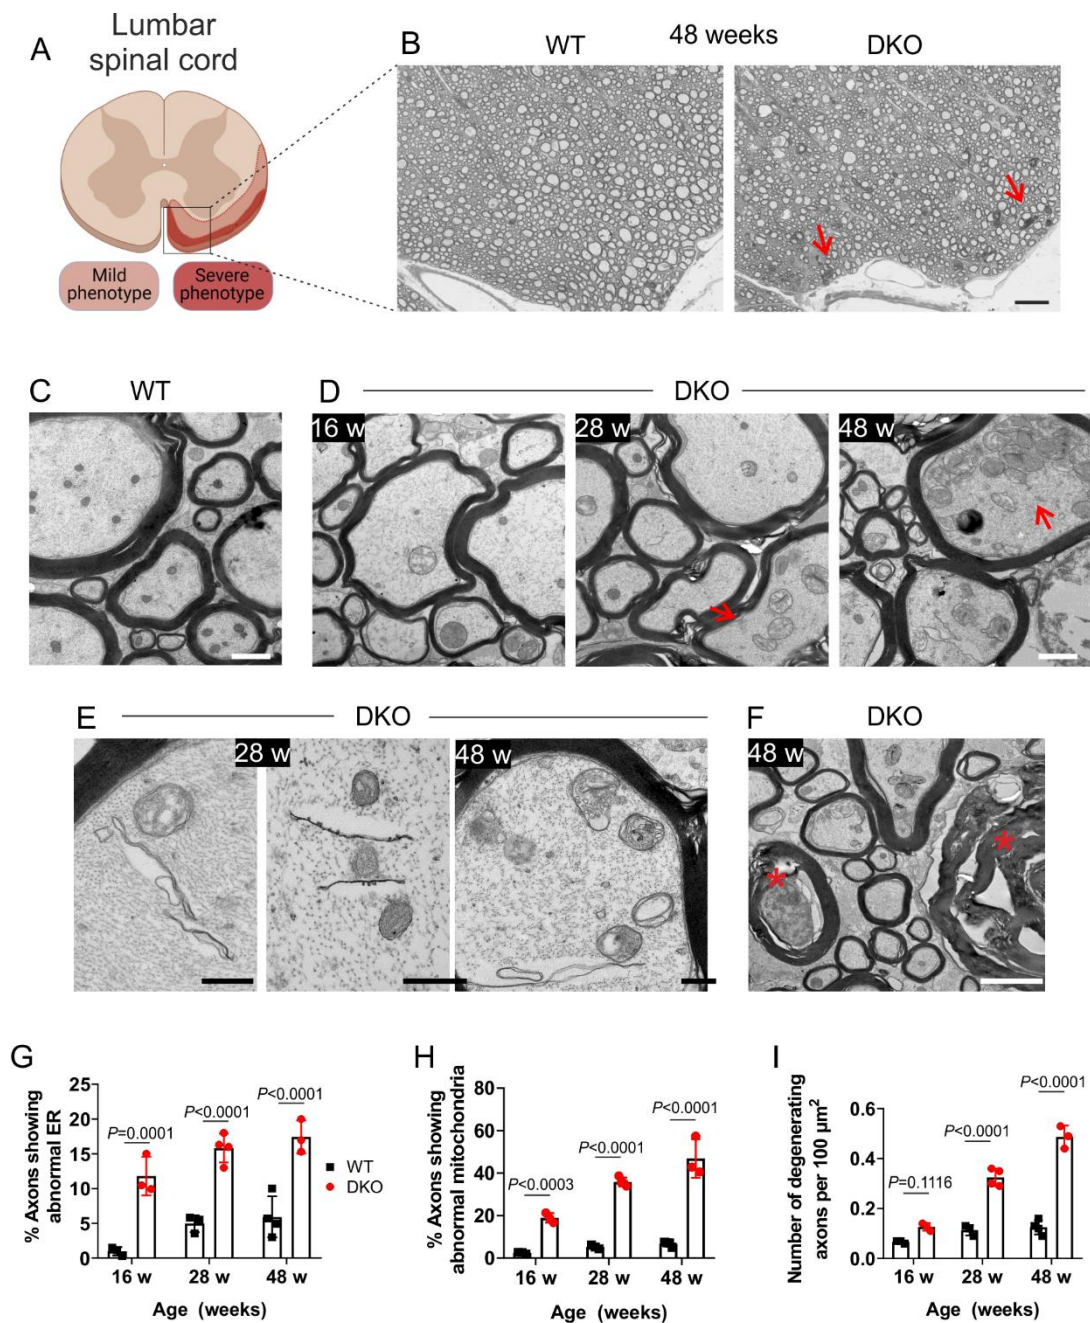 A
Lumbar
spinal cord
Mild
phenotype
Severe
phenotype
B
48 weeks
WT
DKO
C
WT
D
DKO
16 w
28 w
48 w
E
DKO
28 w
48 w
F
DKO
48 w
*
*
G
% Axons showing
abnormal ER
25
20
15
10
5
0
P=0.0001
P<0.0001
P<0.0001
WT
DKO
16 w
28 w
48 w
Age (weeks)
H
% Axons showing
abnormal mitochondria
80
60
40
20
0
P<0.0003
P<0.0001
P<0.0001
16 w
28 w
48 w
Age (weeks)
I
Number of degenerating
axons per 100 µm²
0.6
0.4
0.2
0.0
P=0.1116
P<0.0001
P<0.0001
16 w
28 w
48 w
Age (weeks)